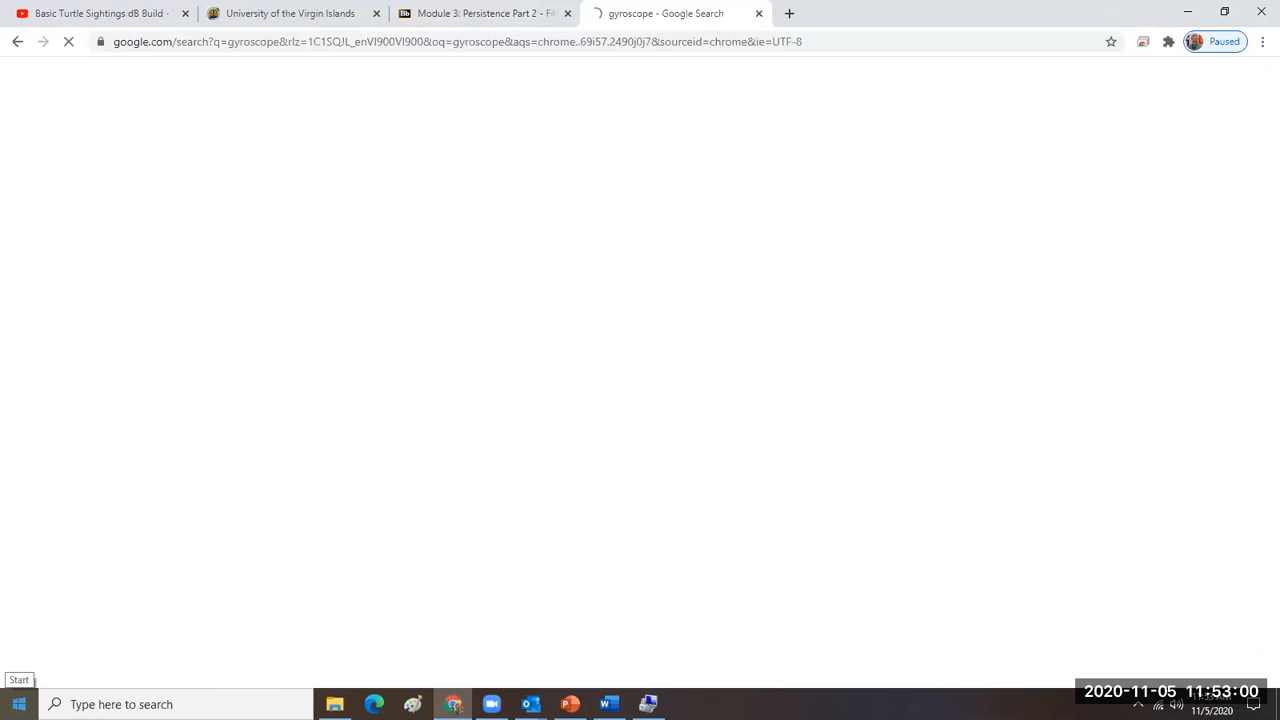 Basic Turtle Sightings dB Build -
University of the Virgin Islands
Bb Module 3: Persistence Part 2 - Fil
gyroscope - Google Search
google.com/search?q=gyroscope&rlz=1C1SQJL_enVI900VI900&oq=gyroscope&aqs=chrome..69i57.2490j0j7&sourceid=chrome&ie=UTF-8
Paused
Start
Type here to search
2020-11-05 11:53:00
11/5/2020